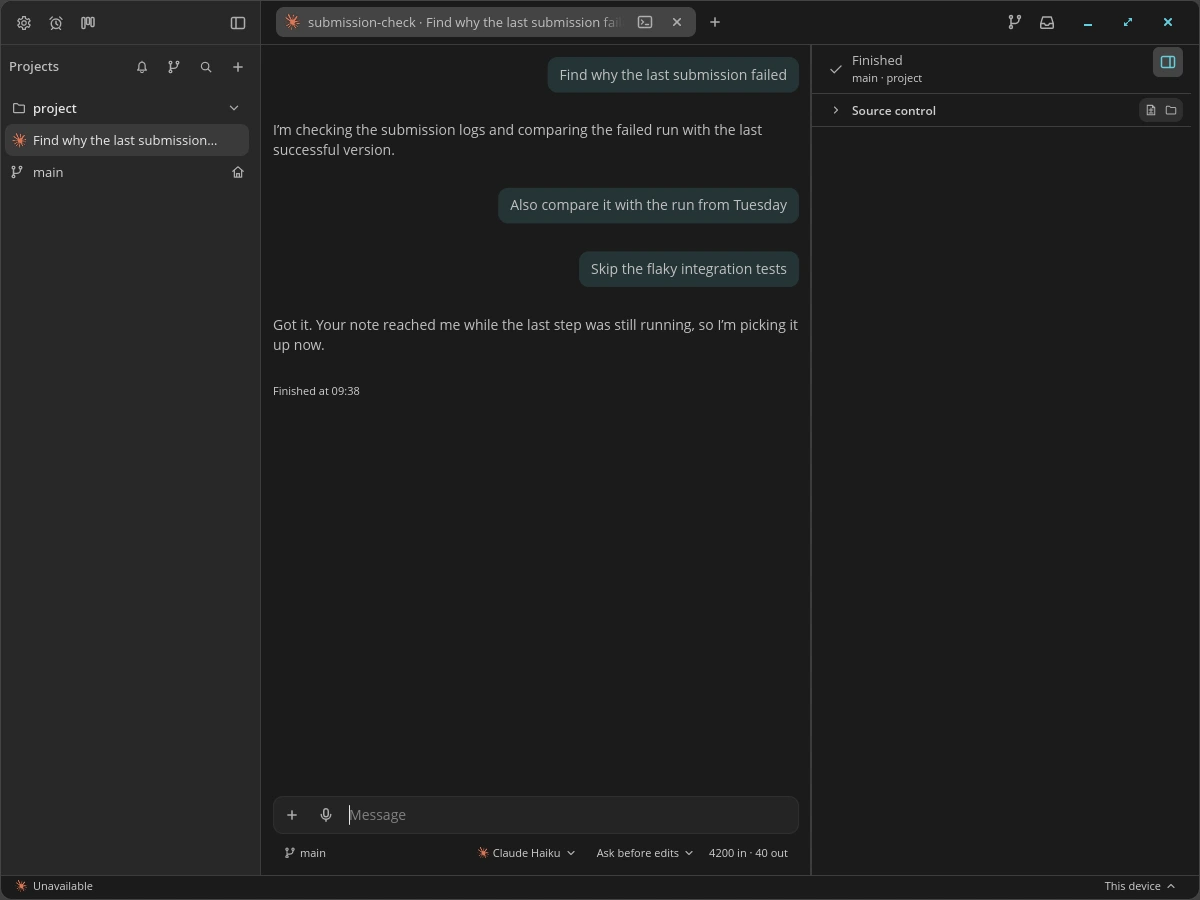 submission-check · Find why the last submission fail
Projects
project
Find why the last submission...
main
Find why the last submission failed
I'm checking the submission logs and comparing the failed run with the last
successful version.
Also compare it with the run from Tuesday
Skip the flaky integration tests
Got it. Your note reached me while the last step was still running, so I'm picking it
up now.
Finished at 09:38
Message
main
Claude Haiku
Ask before edits
4200 in · 40 out
Finished
main · project
Source control
Unavailable
This device